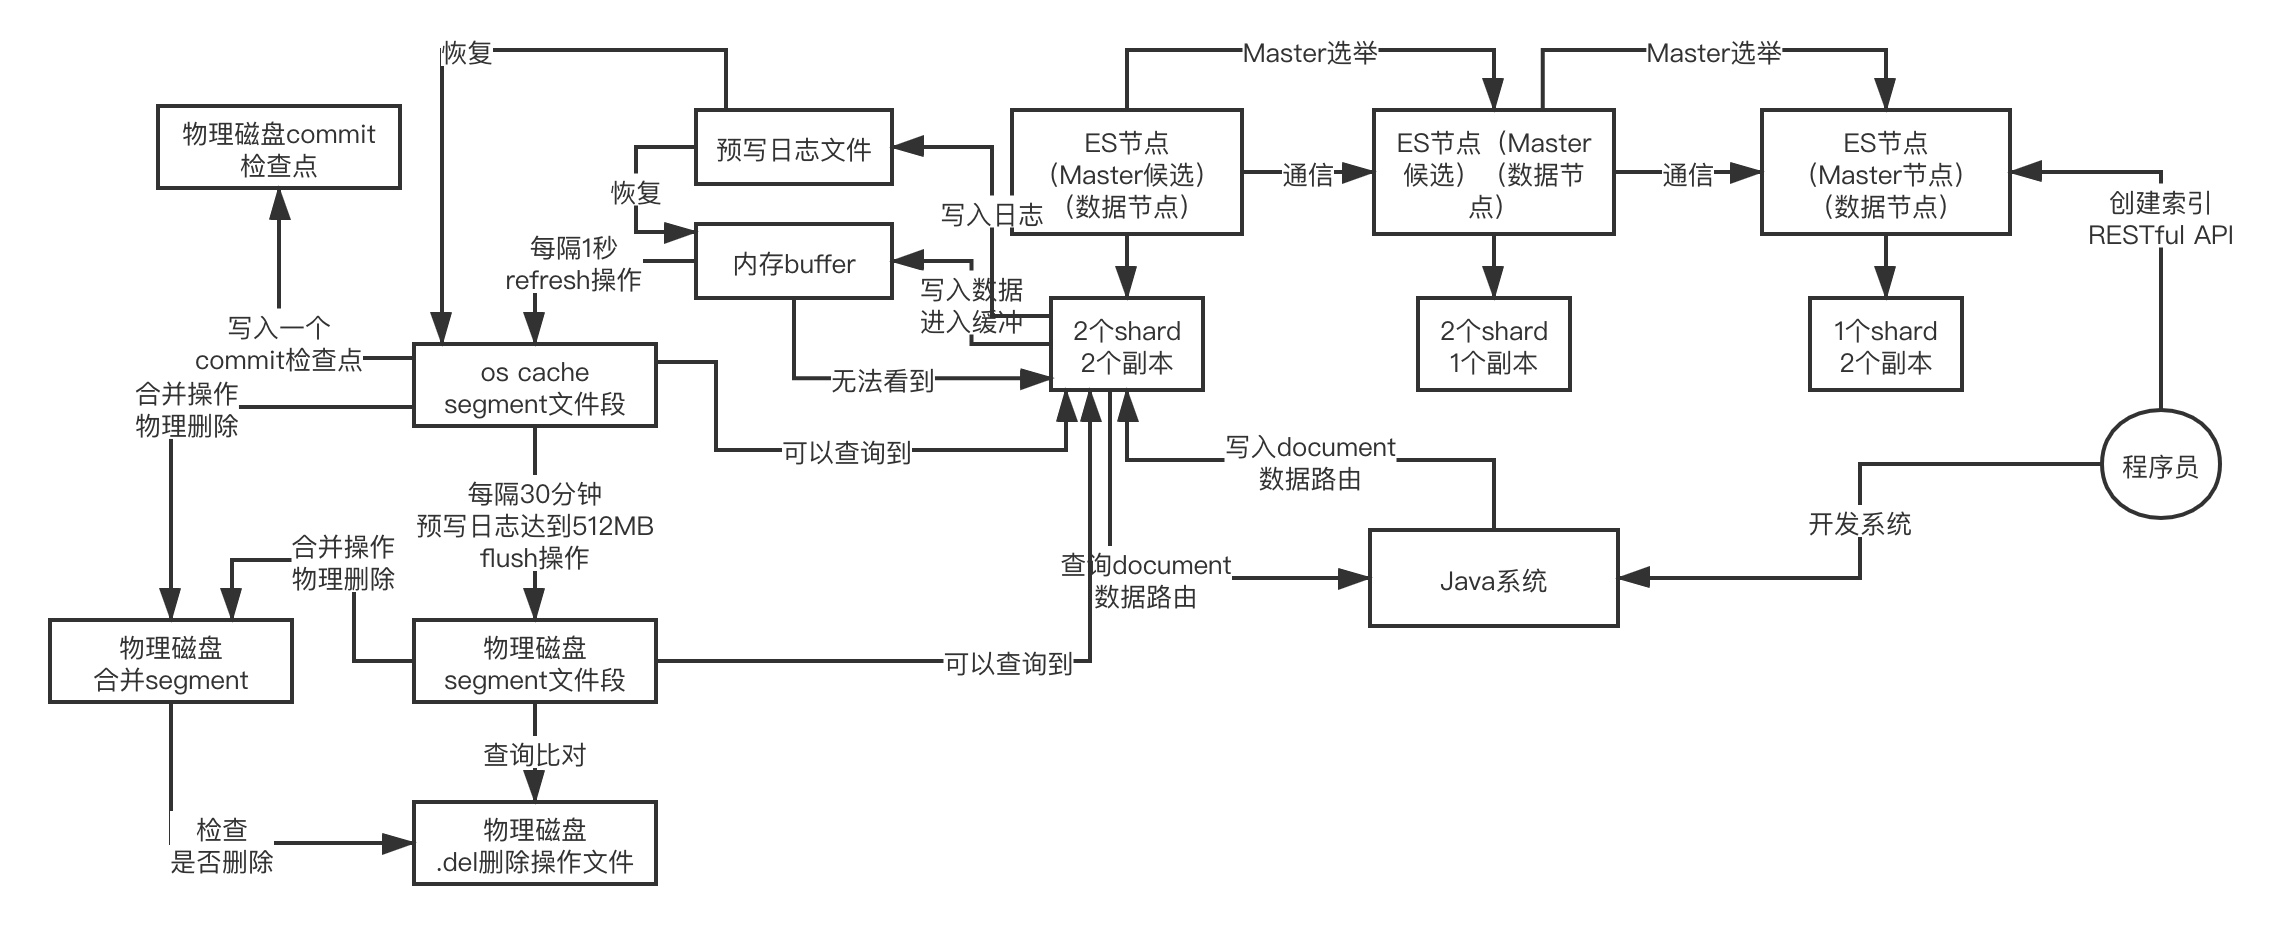 恢复
Master选举
Master选举
物理磁盘commit
检查点
预写日志文件
ES节点
（Master候选）
（数据节点）
ES节点（Master
候选）（数据节
点）
ES节点
（Master节点）
（数据节点）
通信
通信
恢复
写入日志
创建索引
RESTful API
每隔1秒
refresh操作
内存buffer
写入数据
进入缓冲
写入一个
commit检查点
2个shard
2个副本
2个shard
1个副本
1个shard
2个副本
os cache
segment文件段
无法看到
合并操作
物理删除
可以查询到
写入document
数据路由
程序员
每隔30分钟
预写日志达到512MB
flush操作
开发系统
合并操作
物理删除
查询document
数据路由
Java系统
物理磁盘
合并segment
物理磁盘
segment文件段
可以查询到
查询比对
检查
是否删除
物理磁盘
.del删除操作文件